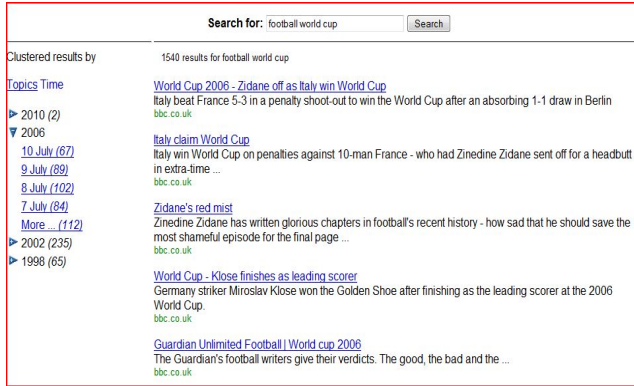 Search for: football world cup Search
Clustered results by
Topics Time
2010 (2)
2006
10 July (67)
9 July (89)
8 July (102)
7 July (84)
More ... (112)
2002 (235)
1998 (65)
1540 results for football world cup
World Cup 2006 - Zidane off as Italy win World Cup
Italy beat France 5-3 in a penalty shoot-out to win the World Cup after an absorbing 1-1 draw in Berlin
bbc.co.uk
Italy claim World Cup
Italy win World Cup on penalties against 10-man France - who had Zinedine Zidane sent off for a headbutt
in extra-time ...
bbc.co.uk
Zidane's red mist
Zinedine Zidane has written glorious chapters in football's recent history - how sad that he should save the
most shameful episode for the final page ...
bbc.co.uk
World Cup - Klose finishes as leading scorer
Germany striker Miroslav Klose won the Golden Shoe after finishing as the leading scorer at the 2006
World Cup.
bbc.co.uk
Guardian Unlimited Football | World cup 2006
The Guardian's football writers give their verdicts. The good, the bad and the ...
bbc.co.uk